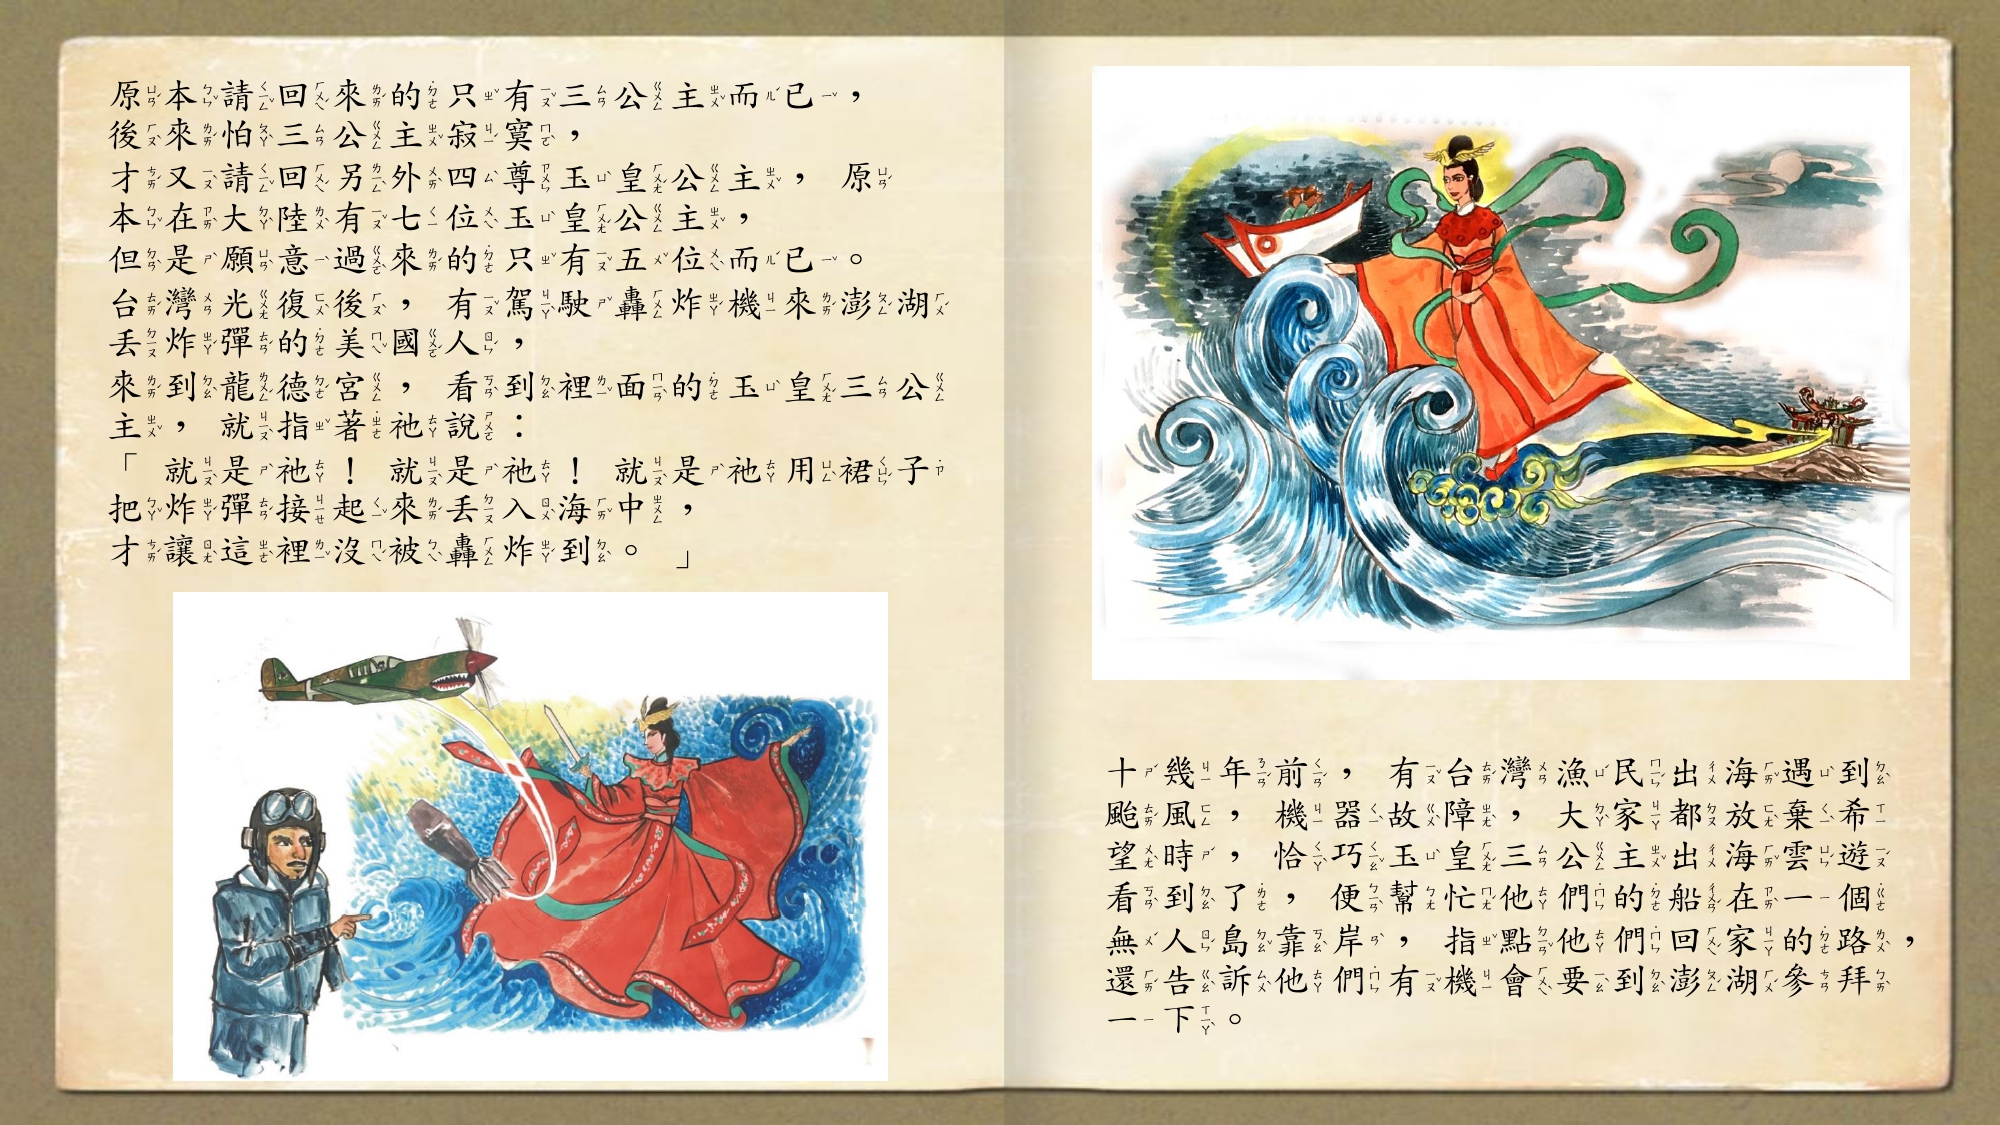 原本請回來的只有三公主而已，
後來怕三公主寂寞，
才又請回另外四尊玉皇公主， 原
本在大陸有七位玉皇公主，
但是願意過來的只有五位而已。
台灣光復後， 有駕駛轟炸機來澎湖
丟炸彈的美國人，
來到龍德宮， 看到裡面的玉皇三公
主， 就指著祂說：
「 就是祂！ 就是祂！ 就是祂用裙子
把炸彈接起來丟入海中，
才讓這裡沒被轟炸到。 」
十幾年前， 有台灣漁民出海遇到
颱風， 機器故障， 大家都放棄希
望時， 恰巧玉皇三公主出海雲遊
看到了， 便幫忙他們的船在一個
無人島靠岸， 指點他們回家的路，
還告訴他們有機會要到澎湖參拜
一下。